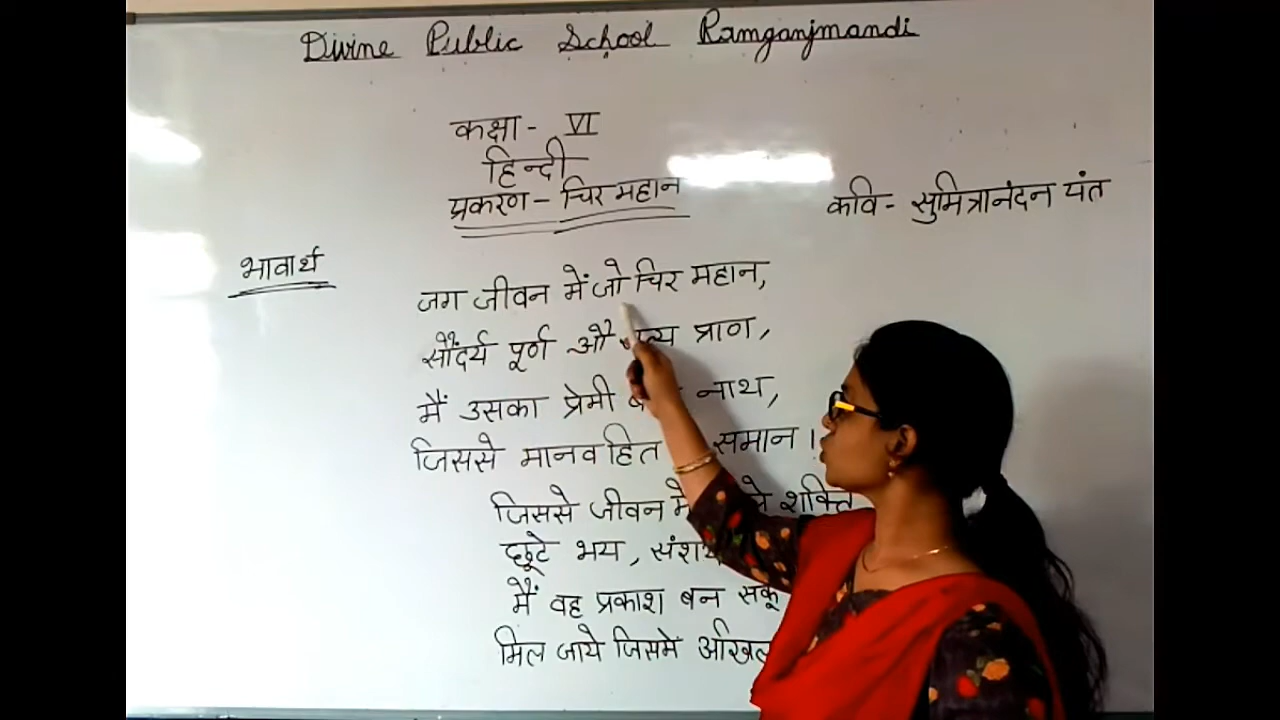 Divine Public School Ramganjmandi
कक्षा - VI
हिन्दी
प्रकरण - चिर महान
कवि - सुमित्रानंदन पंत
भावार्थ
जग जीवन में जो चिर महान,
सौंदर्य पूर्ण औ प्राण,
मैं उसका प्रेमी नाथ,
जिससे मानव हित समान।
जिससे जीवन में शक्ति
छूटे भय, संशय
मैं वह प्रकाश बन सकूँ
मिल जाये जिसमें अखिल